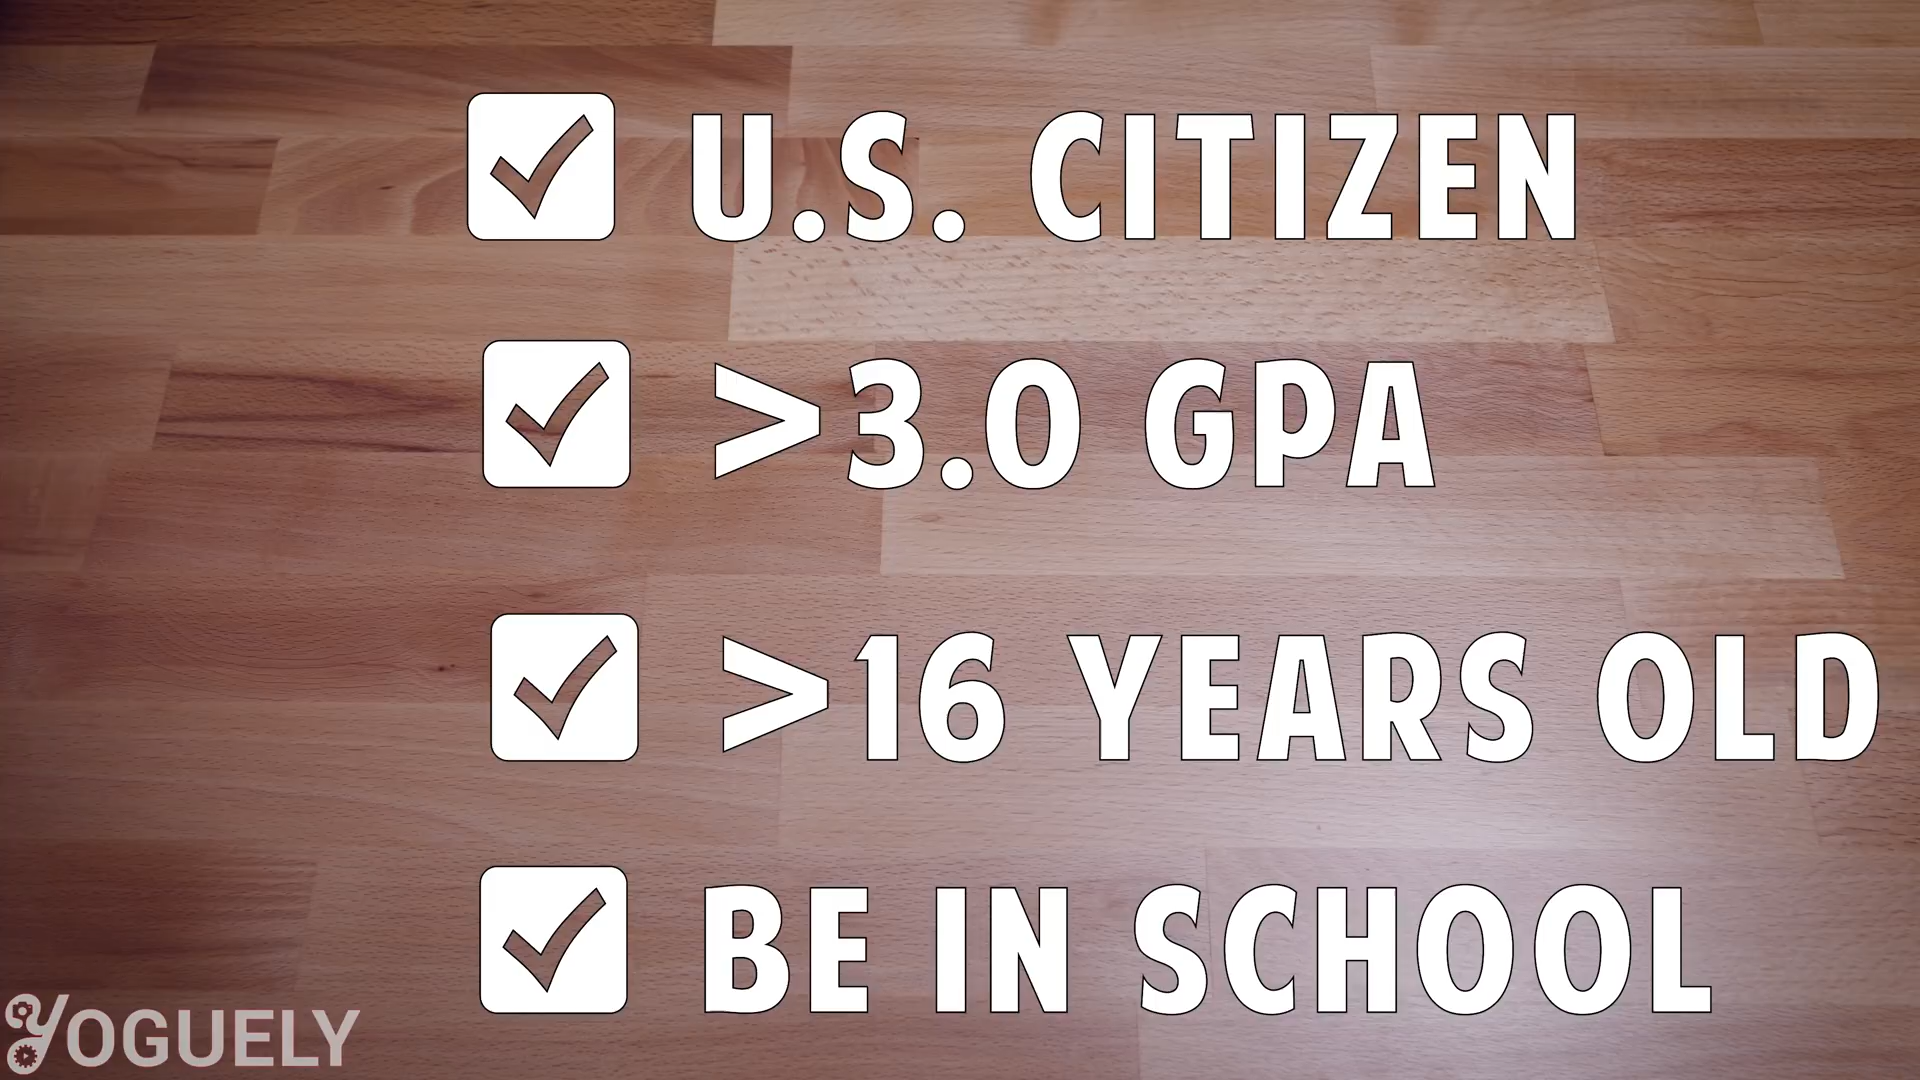 U.S. CITIZEN
>3.0 GPA
>16 YEARS OLD
BE IN SCHOOL
YOGUELY